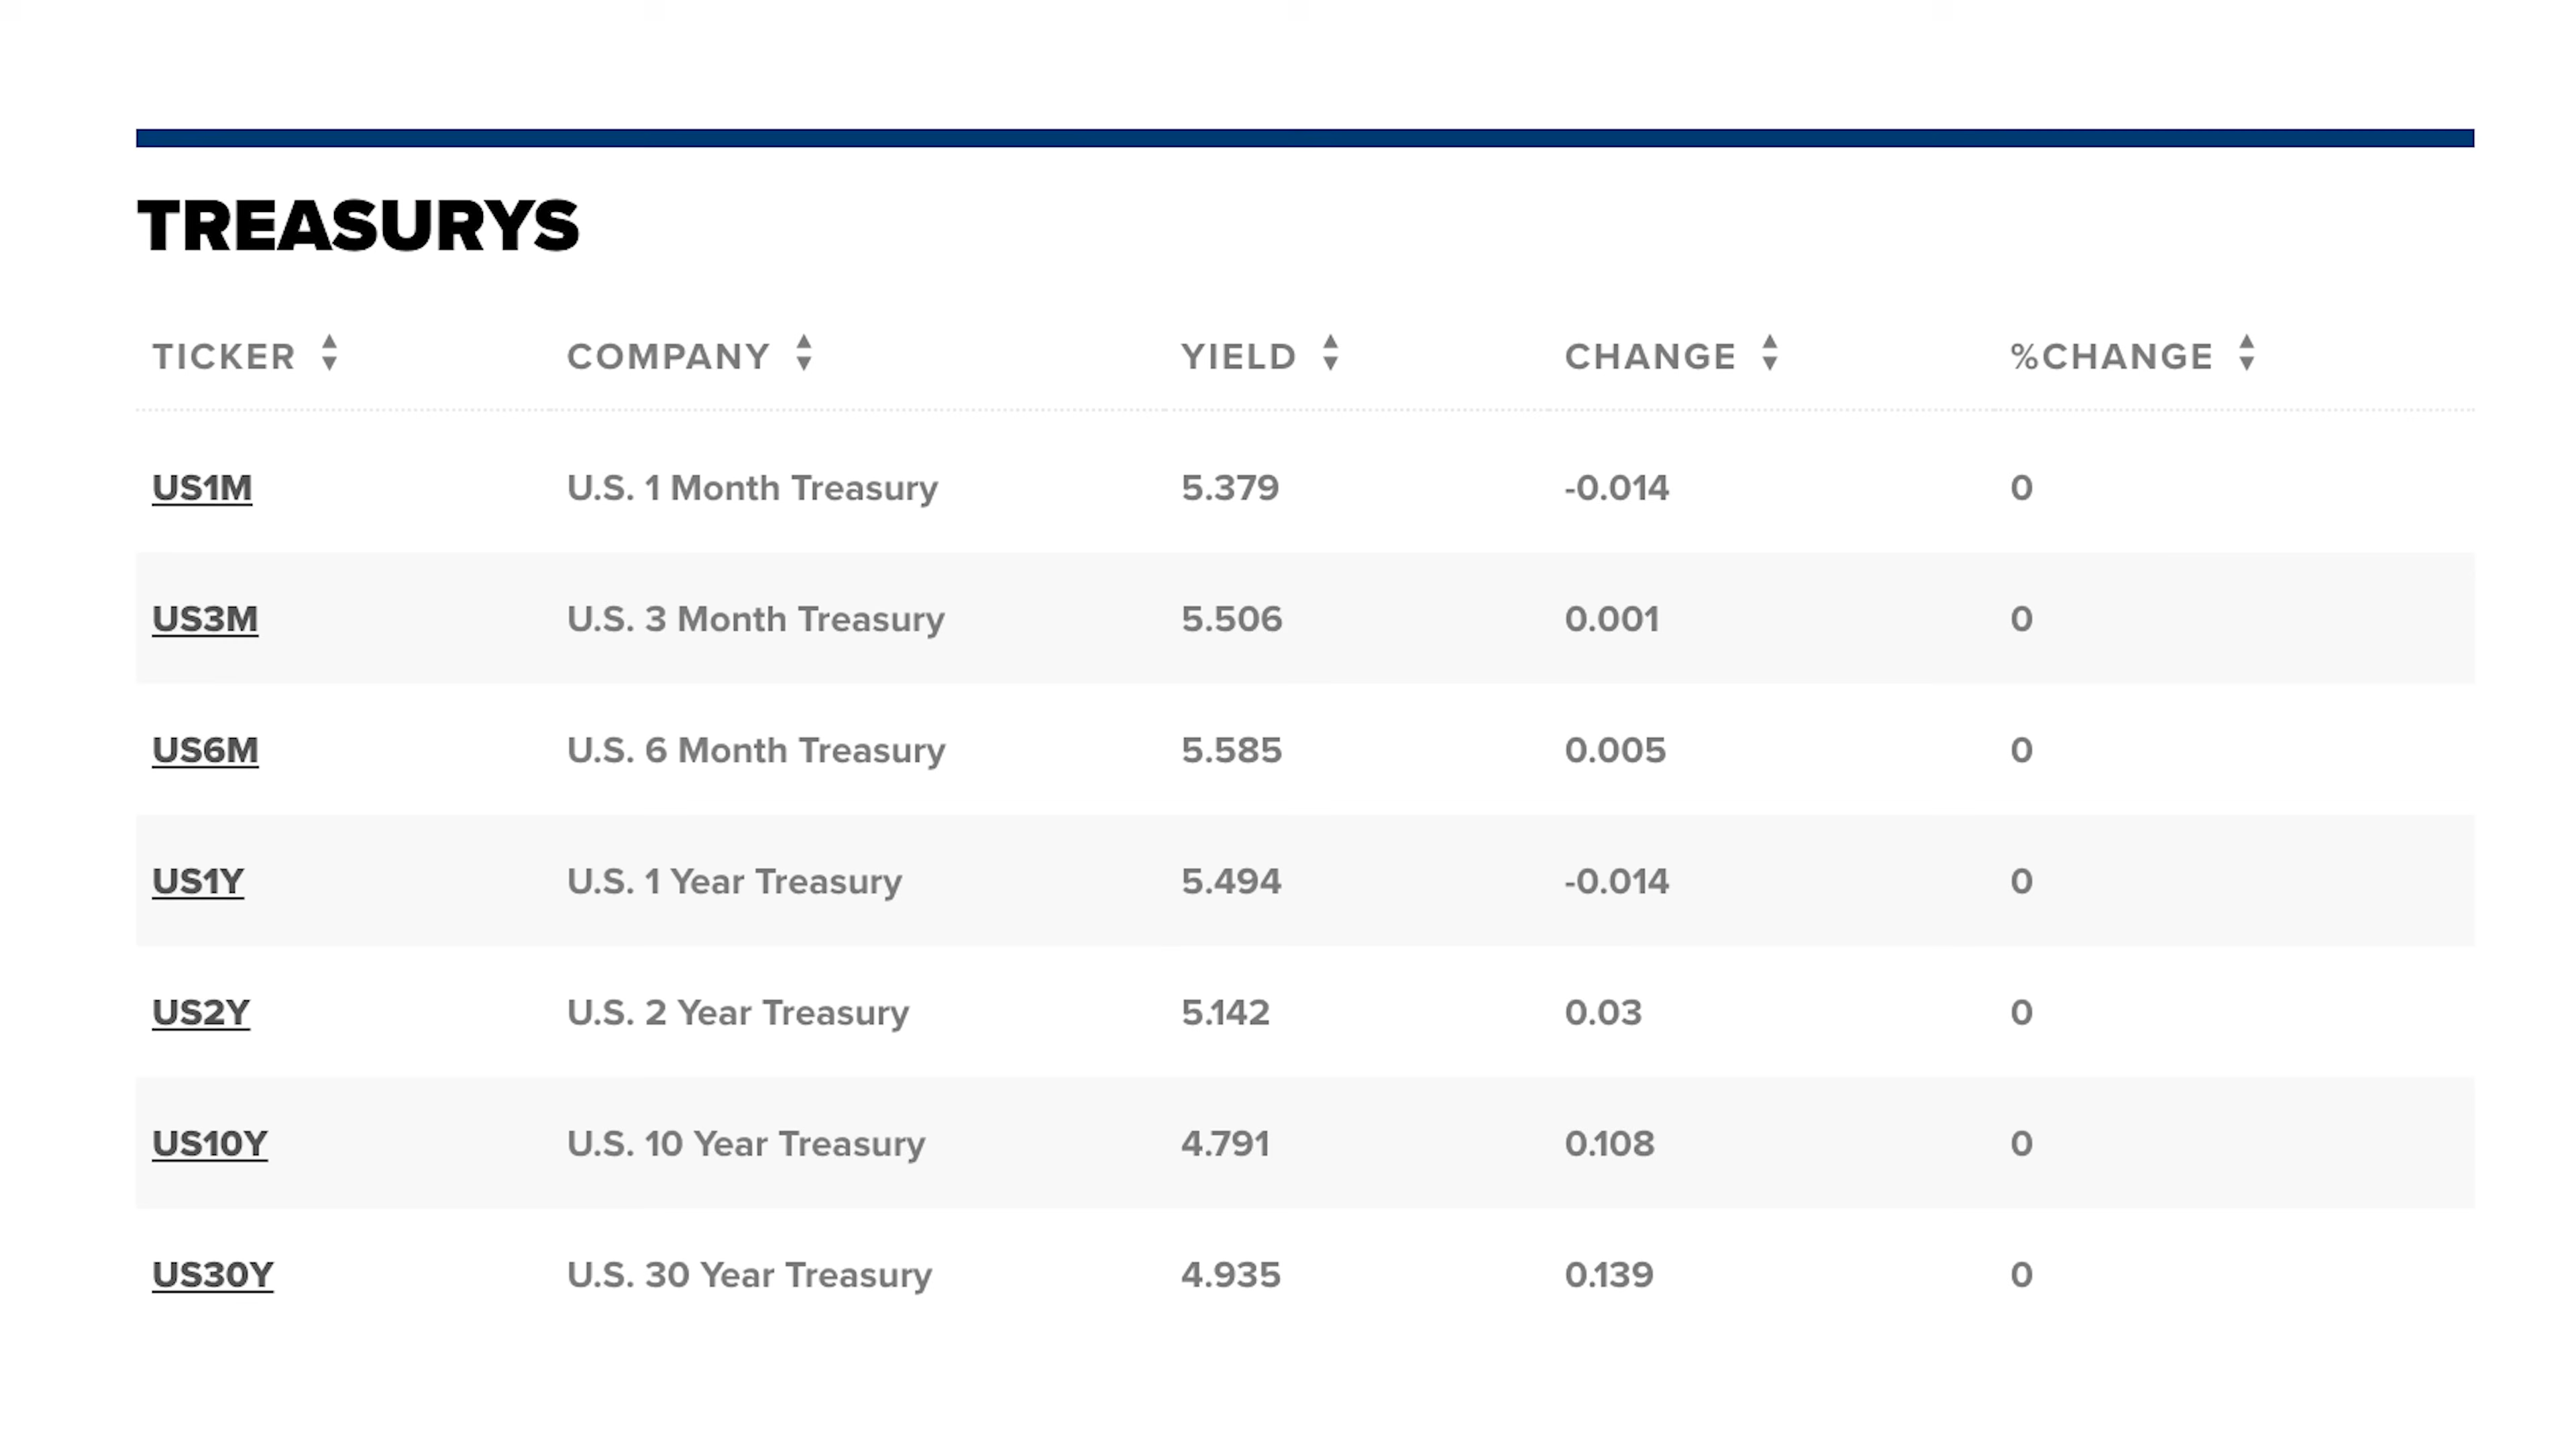 TREASURYS
TICKER COMPANY YIELD CHANGE %CHANGE
US1M U.S. 1 Month Treasury 5.379 -0.014 0
US3M U.S. 3 Month Treasury 5.506 0.001 0
US6M U.S. 6 Month Treasury 5.585 0.005 0
US1Y U.S. 1 Year Treasury 5.494 -0.014 0
US2Y U.S. 2 Year Treasury 5.142 0.03 0
US10Y U.S. 10 Year Treasury 4.791 0.108 0
US30Y U.S. 30 Year Treasury 4.935 0.139 0